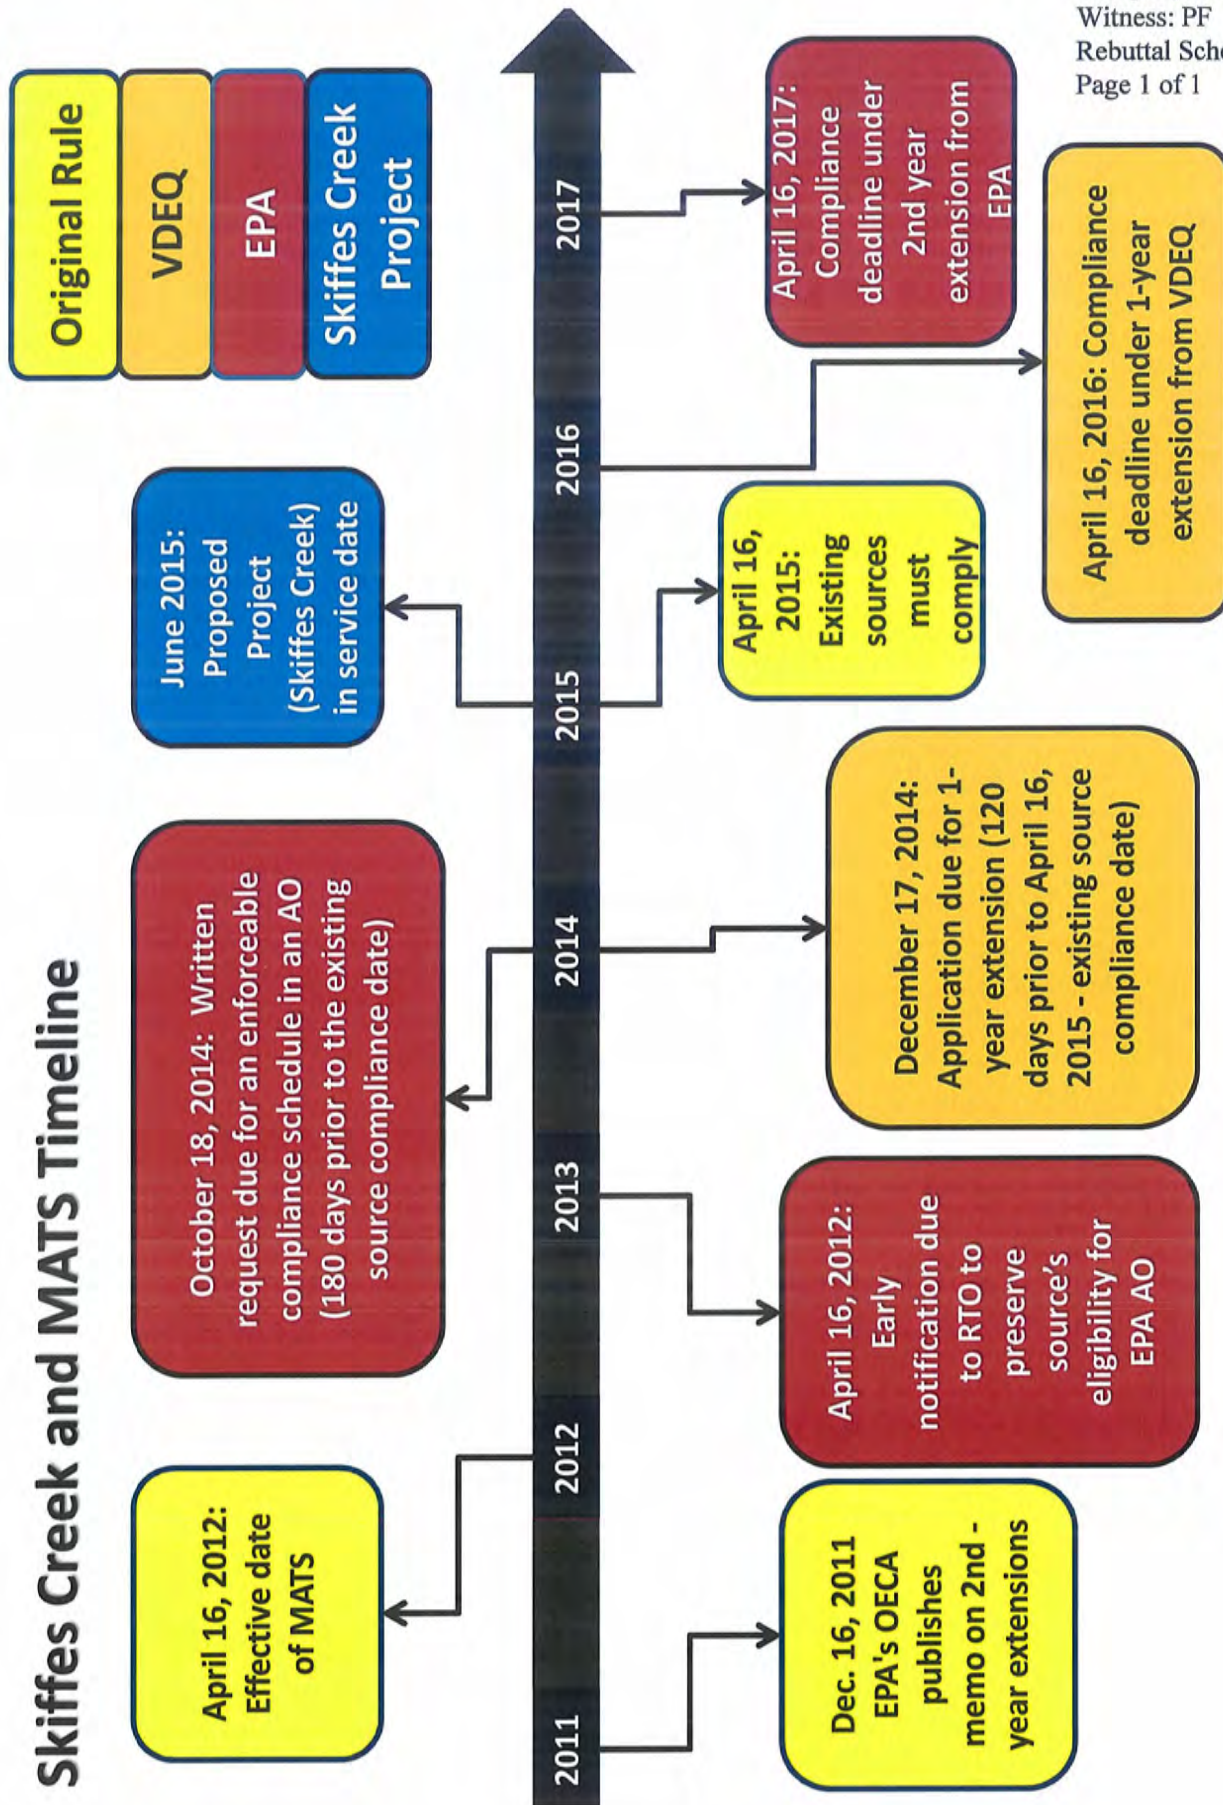 Witness: PF
Rebuttal Sche
Page 1 of 1
Skiffes Creek and MATS Timeline
Original Rule
VDEQ
EPA
Skiffes Creek
Project
April 16, 2012:
Effective date
of MATS
October 18, 2014: Written
request due for an enforceable
compliance schedule in an AO
(180 days prior to the existing
source compliance date)
June 2015:
Proposed
Project
(Skiffes Creek)
in service date
2011
2012
2013
2014
2015
2016
2017
Dec. 16, 2011
EPA's OECA
publishes
memo on 2nd -
year extensions
April 16, 2012:
Early
notification due
to RTO to
preserve
source's
eligibility for
EPA AO
December 17, 2014:
Application due for 1-
year extension (120
days prior to April 16,
2015 - existing source
compliance date)
April 16,
2015:
Existing
sources
must
comply
April 16, 2016: Compliance
deadline under 1-year
extension from VDEQ
April 16, 2017:
Compliance
deadline under
2nd year
extension from
EPA